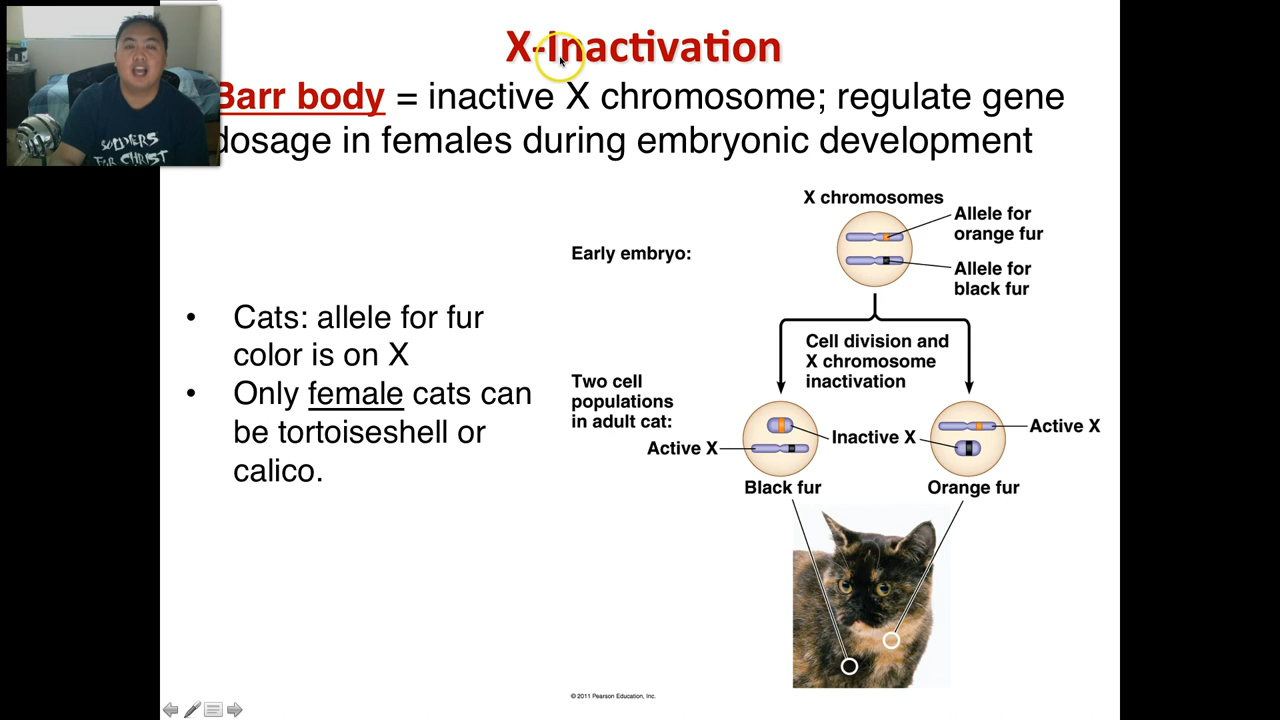 X-Inactivation
Barr body = inactive X chromosome; regulate gene
dosage in females during embryonic development
SOLDIERS
FOR CHRIST
X chromosomes
Allele for
orange fur
Early embryo:
Allele for
black fur
• Cats: allele for fur
color is on X
• Only female cats can
be tortoiseshell or
calico.
Cell division and
X chromosome
inactivation
Two cell
populations
in adult cat:
Active X
Inactive X
Active X
Black fur
Orange fur
© 2011 Pearson Education, Inc.